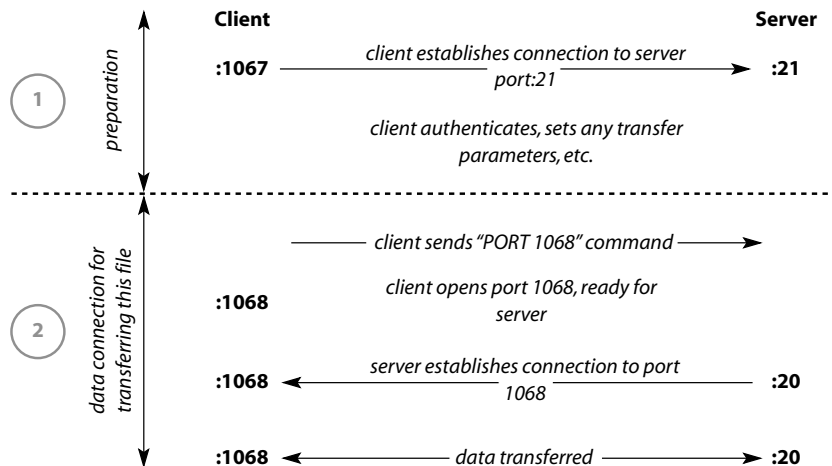 Client Server
:1067 client establishes connection to server :21
port:21
1
preparation
client authenticates, sets any transfer
parameters, etc.
client sends “PORT 1068” command
:1068 client opens port 1068, ready for
server
2
data connection for
transferring this file
server establishes connection to port
:1068 1068 :20
:1068 data transferred :20